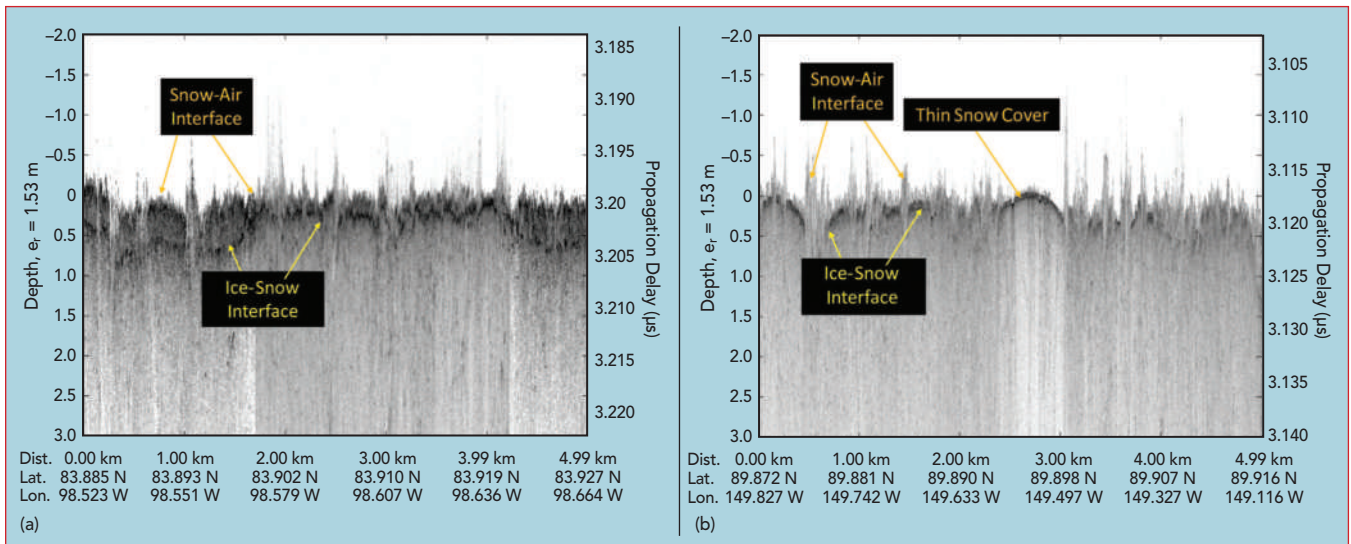 −2.0
−1.5
−1.0
−0.5
0
0.5
1.0
1.5
2.0
2.5
3.0
Depth, er = 1.53 m
Snow-Air
Interface
Ice-Snow
Interface
3.185
3.190
3.195
3.20
3.205
3.210
3.215
3.220
Propagation Delay (µs)
Dist. 0.00 km 1.00 km 2.00 km 3.00 km 3.99 km 4.99 km
Lat. 83.885 N 83.893 N 83.902 N 83.910 N 83.919 N 83.927 N
Lon. 98.523 W 98.551 W 98.579 W 98.607 W 98.636 W 98.664 W
(a)
−2.0
−1.5
−1.0
−0.5
0
0.5
1.0
1.5
2.0
2.5
3.0
Depth, er = 1.53 m
Snow-Air
Interface
Thin Snow Cover
Ice-Snow
Interface
3.105
3.110
3.115
3.118
3.120
3.125
3.130
3.135
3.140
Propagation Delay (µs)
Dist. 0.00 km 1.00 km 2.00 km 3.00 km 4.00 km 4.99 km
Lat. 89.872 N 89.881 N 89.890 N 89.898 N 89.907 N 89.916 N
Lon. 149.827 W 149.742 W 149.633 W 149.497 W 149.327 W 149.116 W
(b)